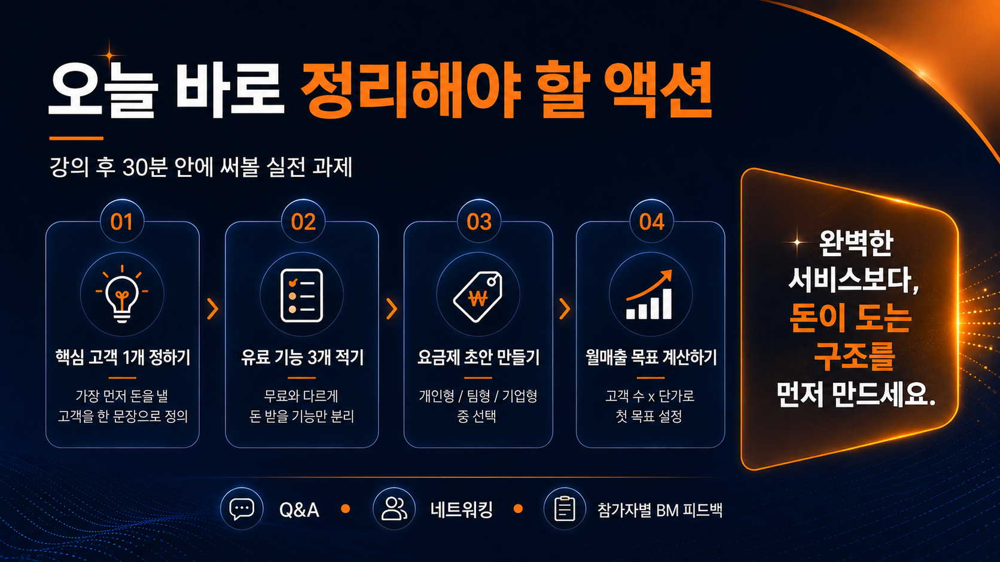 오늘 바로 정리해야 할 액션
강의 후 30분 안에 써볼 실전 과제
01
핵심 고객 1개 정하기
가장 먼저 돈을 낼
고객을 한 문장으로 정의
02
유료 기능 3개 적기
무료와 다르게
돈 받을 기능만 분리
03
₩
요금제 초안 만들기
개인형 / 팀형 / 기업형
중 선택
04
월매출 목표 계산하기
고객 수 x 단가로
첫 목표 설정
완벽한
서비스보다,
돈이 도는
구조를
먼저 만드세요.
Q&A
네트워킹
참가자별 BM 피드백